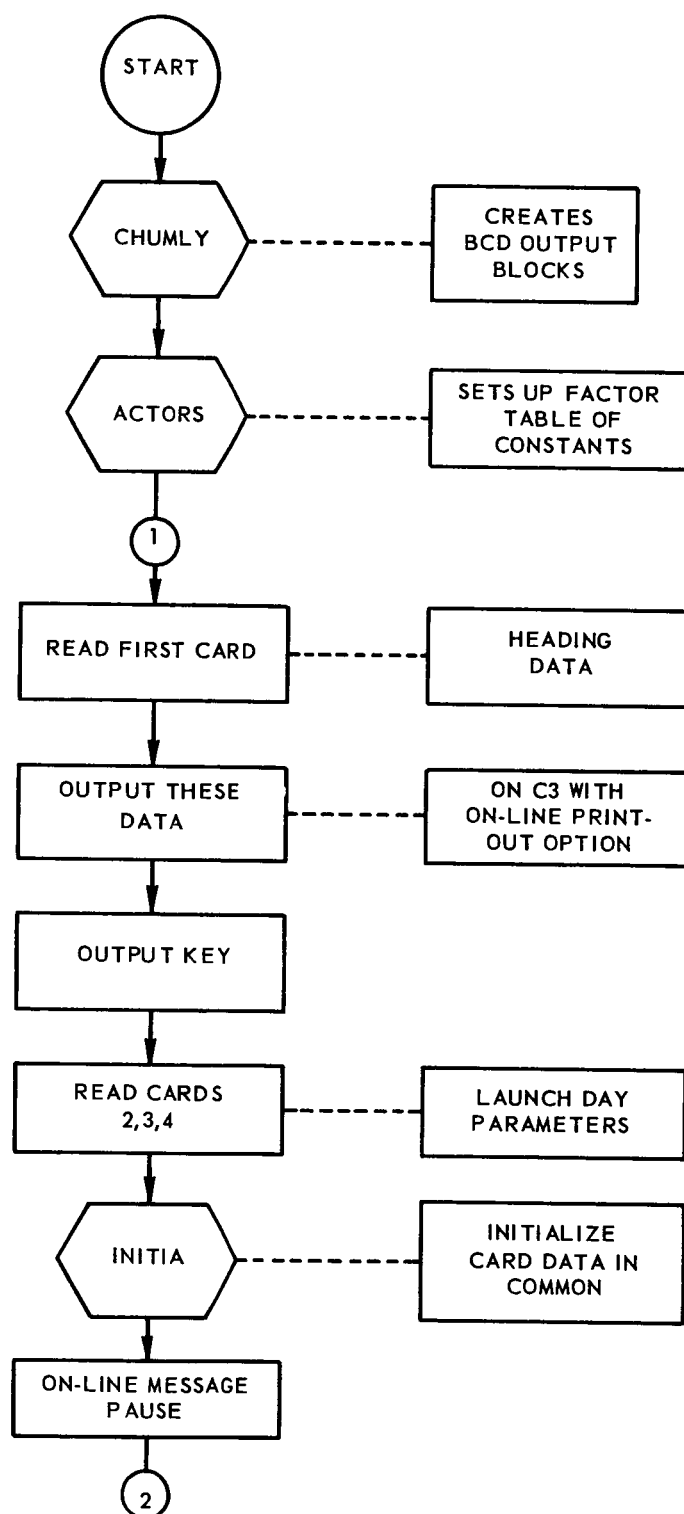 START
CHUMLY
CREATES
BCD OUTPUT
BLOCKS
ACTORS
SETS UP FACTOR
TABLE OF
CONSTANTS
1
READ FIRST CARD
HEADING
DATA
OUTPUT THESE
DATA
ON C3 WITH
ON-LINE PRINT-
OUT OPTION
OUTPUT KEY
READ CARDS
2,3,4
LAUNCH DAY
PARAMETERS
INITIA
INITIALIZE
CARD DATA IN
COMMON
ON-LINE MESSAGE
PAUSE
2